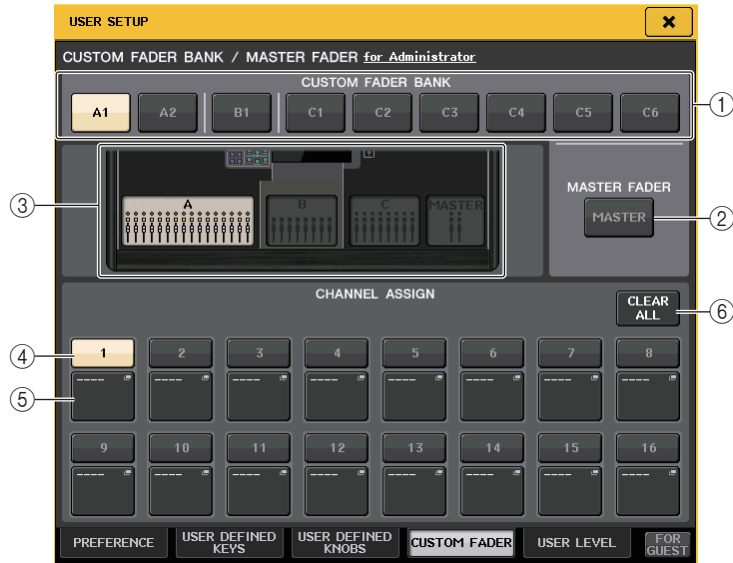 USER SETUP
×
CUSTOM FADER BANK / MASTER FADER for Administrator
CUSTOM FADER BANK
A1 A2 B1 C1 C2 C3 C4 C5 C6
①
A B C MASTER
③
MASTER FADER
MASTER
②
CHANNEL ASSIGN
CLEAR ALL
⑥
④
1 2 3 4 5 6 7 8
⑤
---- ---- ---- ---- ---- ---- ---- ----
9 10 11 12 13 14 15 16
---- ---- ---- ---- ---- ---- ---- ----
PREFERENCE USER DEFINED KEYS USER DEFINED KNOBS CUSTOM FADER USER LEVEL FOR GUEST